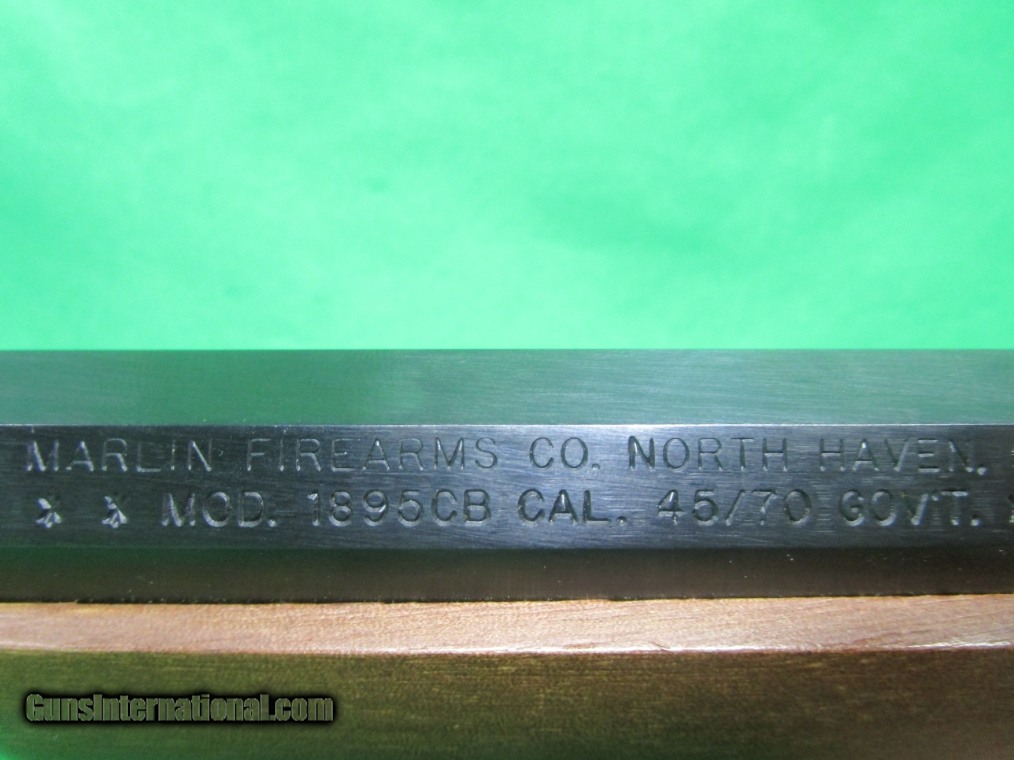 MARLIN FIREARMS CO. NORTH HAVEN.
MOD. 1895CB CAL. 45/70 GOV'T.
GunsInternational.com